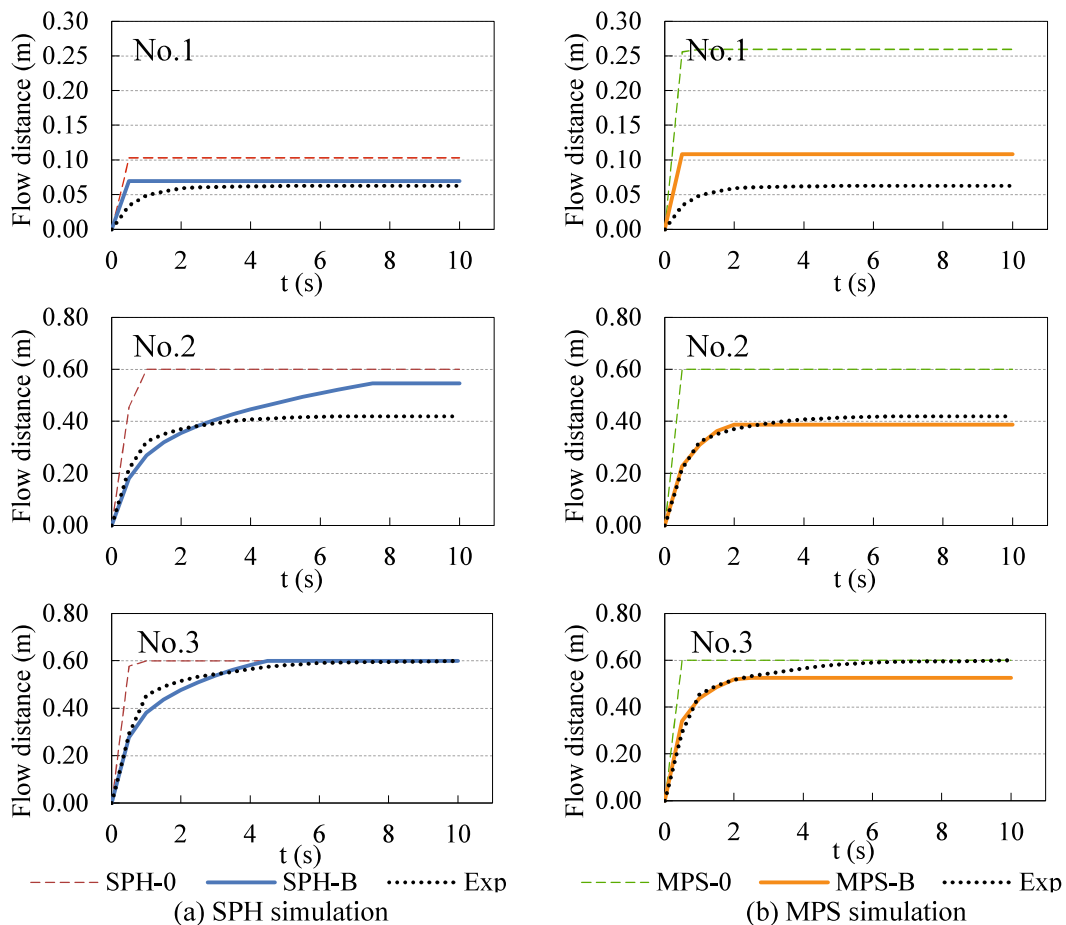 Flow distance (m)
0.30
0.25
0.20
0.15
0.10
0.05
0.00
No.1
0 2 4 6 8 10
t (s)
Flow distance (m)
0.30
0.25
0.20
0.15
0.10
0.05
0.00
No.1
0 2 4 6 8 10
t (s)
Flow distance (m)
0.80
0.60
0.40
0.20
0.00
No.2
0 2 4 6 8 10
t (s)
Flow distance (m)
0.80
0.60
0.40
0.20
0.00
No.2
0 2 4 6 8 10
t (s)
Flow distance (m)
0.80
0.60
0.40
0.20
0.00
No.3
0 2 4 6 8 10
t (s)
Flow distance (m)
0.80
0.60
0.40
0.20
0.00
No.3
0 2 4 6 8 10
t (s)
SPH-0 SPH-B Exp
MPS-0 MPS-B Exp
(a) SPH simulation
(b) MPS simulation